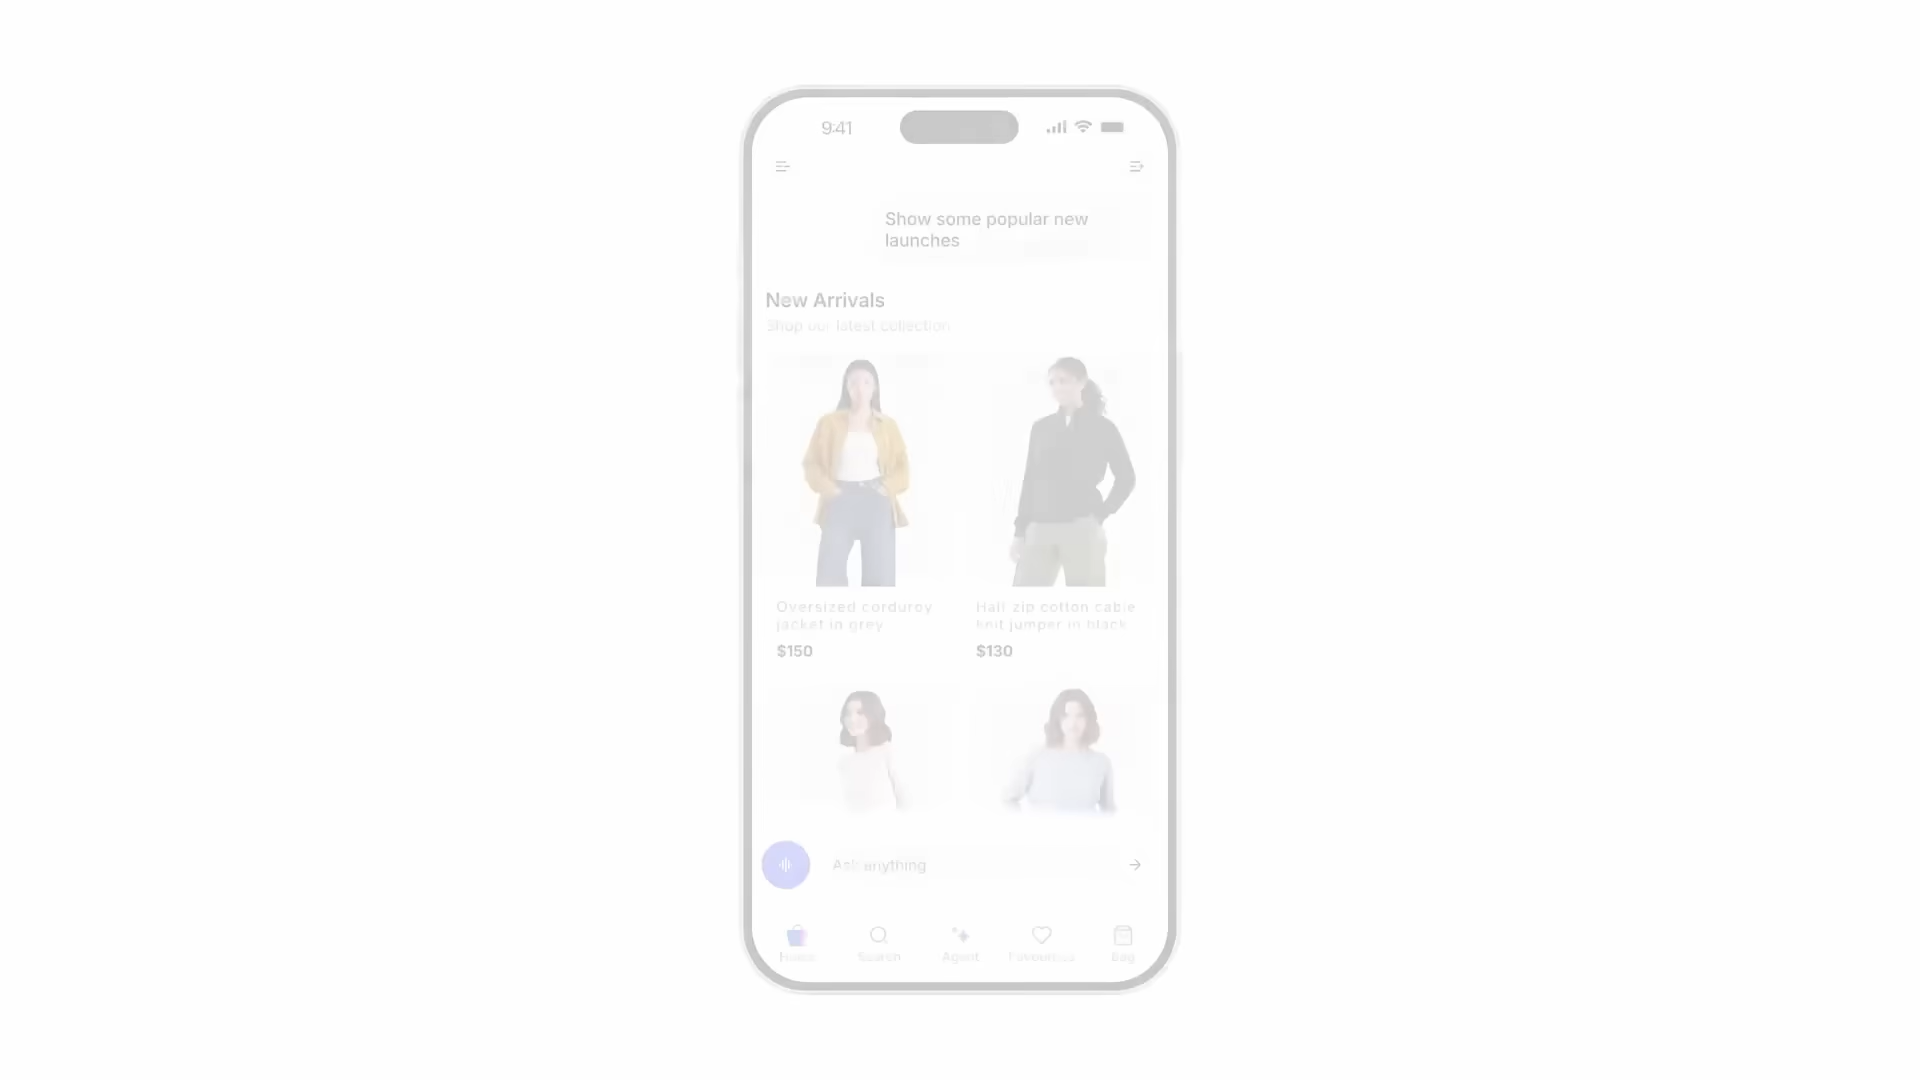 9:41
Show some popular new
launches
New Arrivals
Shop our latest collection
Oversized corduroy
jacket in grey
$150
Half zip cotton cable
knit jumper in black
$130
Ask anything
Home
Search
Agent
Favourites
Bag